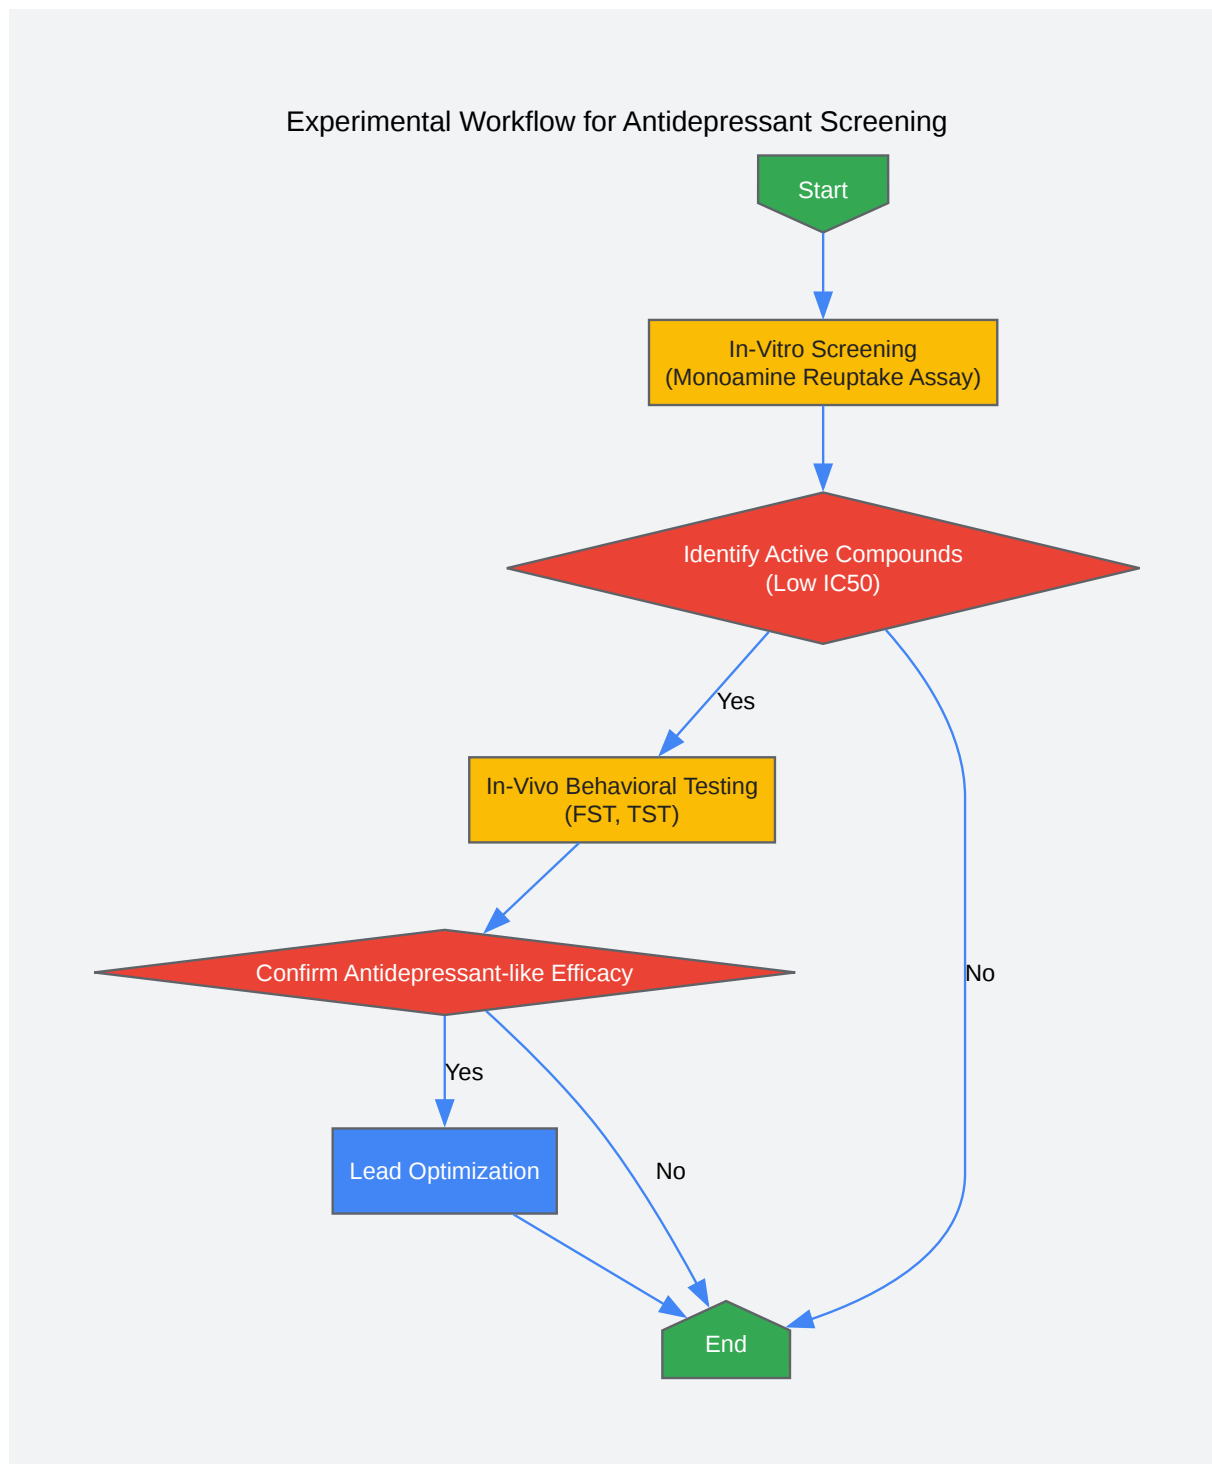 Experimental Workflow for Antidepressant Screening
Start
In-Vitro Screening
(Monoamine Reuptake Assay)
Identify Active Compounds
(Low IC50)
Yes
In-Vivo Behavioral Testing
(FST, TST)
Confirm Antidepressant-like Efficacy
No
Yes
Lead Optimization
No
End